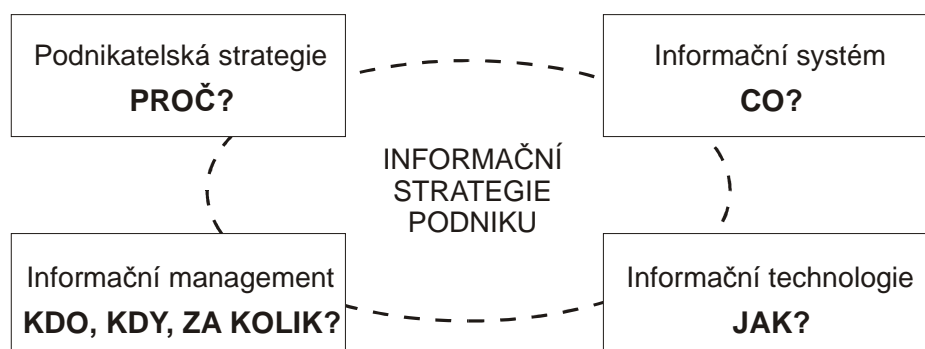 Podnikatelská strategie
PROČ?
Informační systém
CO?
INFORMAČNÍ
STRATEGIE
PODNIKU
Informační management
KDO, KDY, ZA KOLIK?
Informační technologie
JAK?